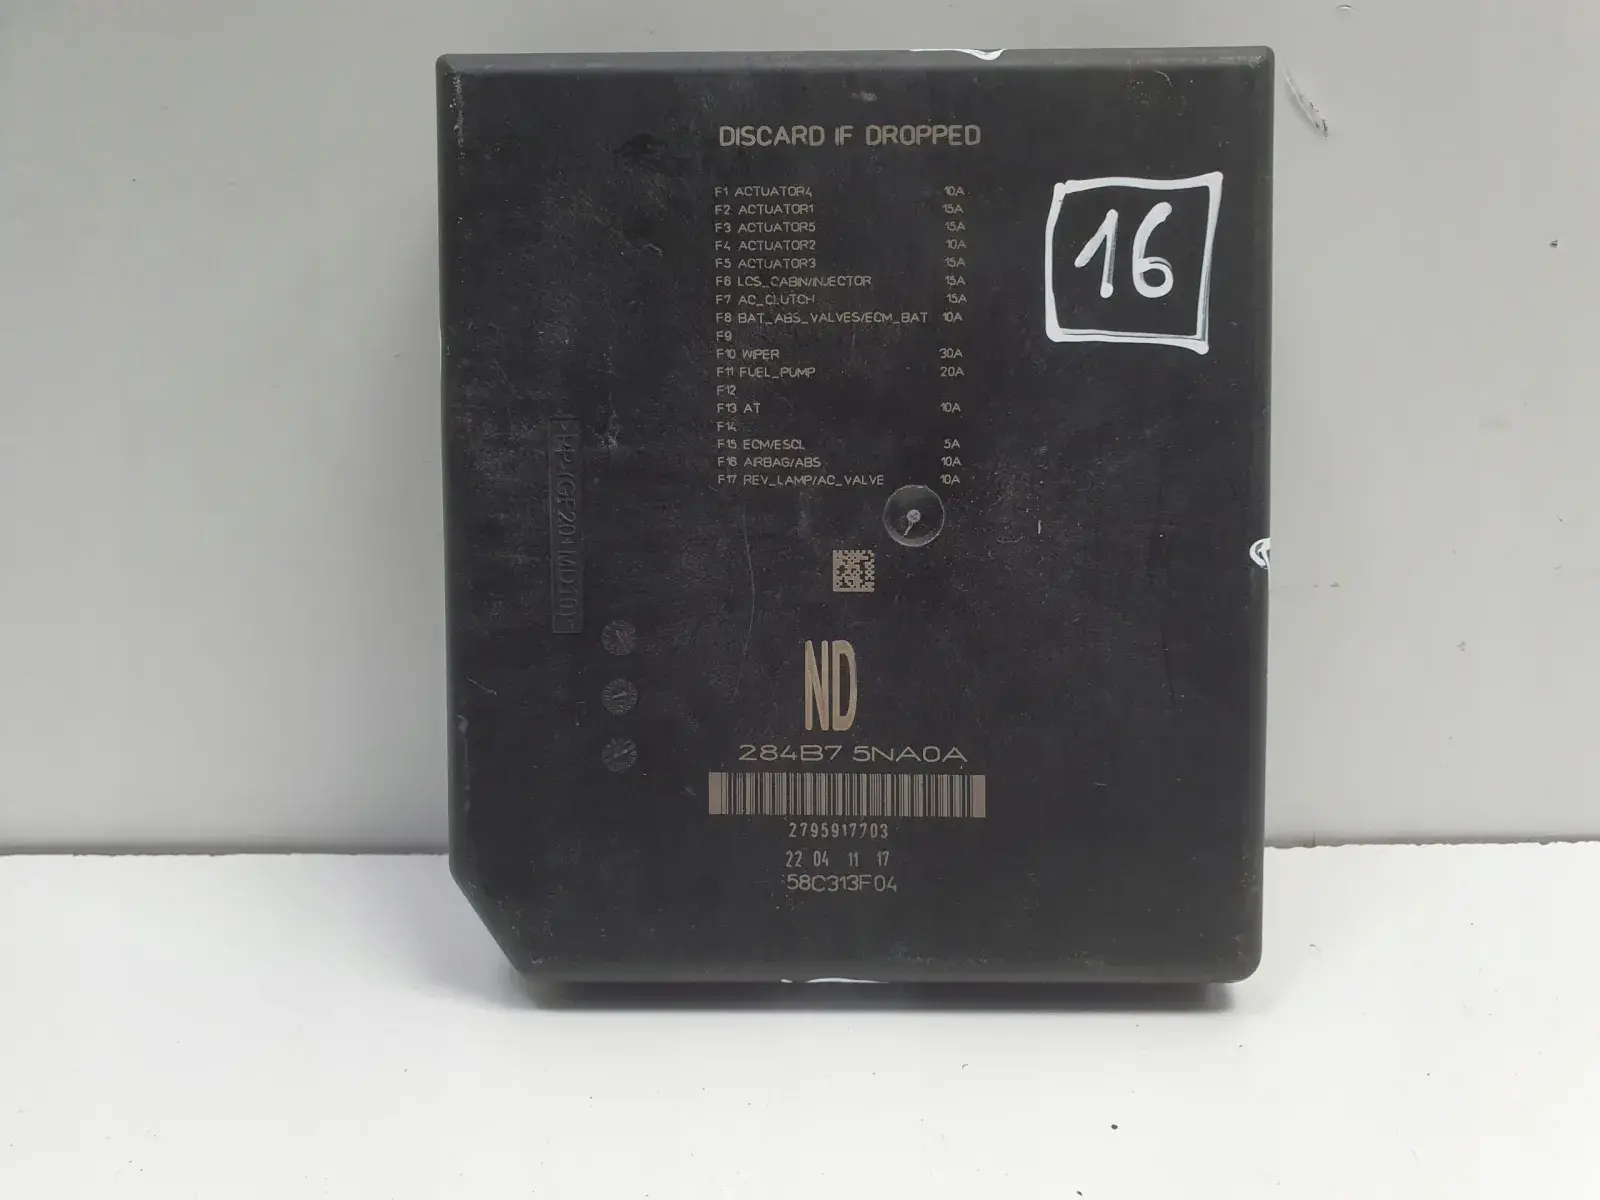 DISCARD IF DROPPED
F1 ACTUATOR4 10A
F2 ACTUATOR1 15A
F3 ACTUATOR5 15A
F4 ACTUATOR2 10A
F5 ACTUATOR3 15A
F6 LCS_CABIN/INJECTOR 15A
F7 AC_CLUTCH 15A
F8 BAT_ABS_VALVES/ECM_BAT 10A
F9
F10 WIPER 30A
F11 FUEL_PUMP 20A
F12
F13 AT 10A
F14
F15 ECM/ESCL 5A
F16 AIRBAG/ABS 10A
F17 REV_LAMP/AC_VALVE 10A
16
>PP-(GF20+MD10)<
ND
284B7 5NA0A
2795917703
22 04 11 17
58C313F04